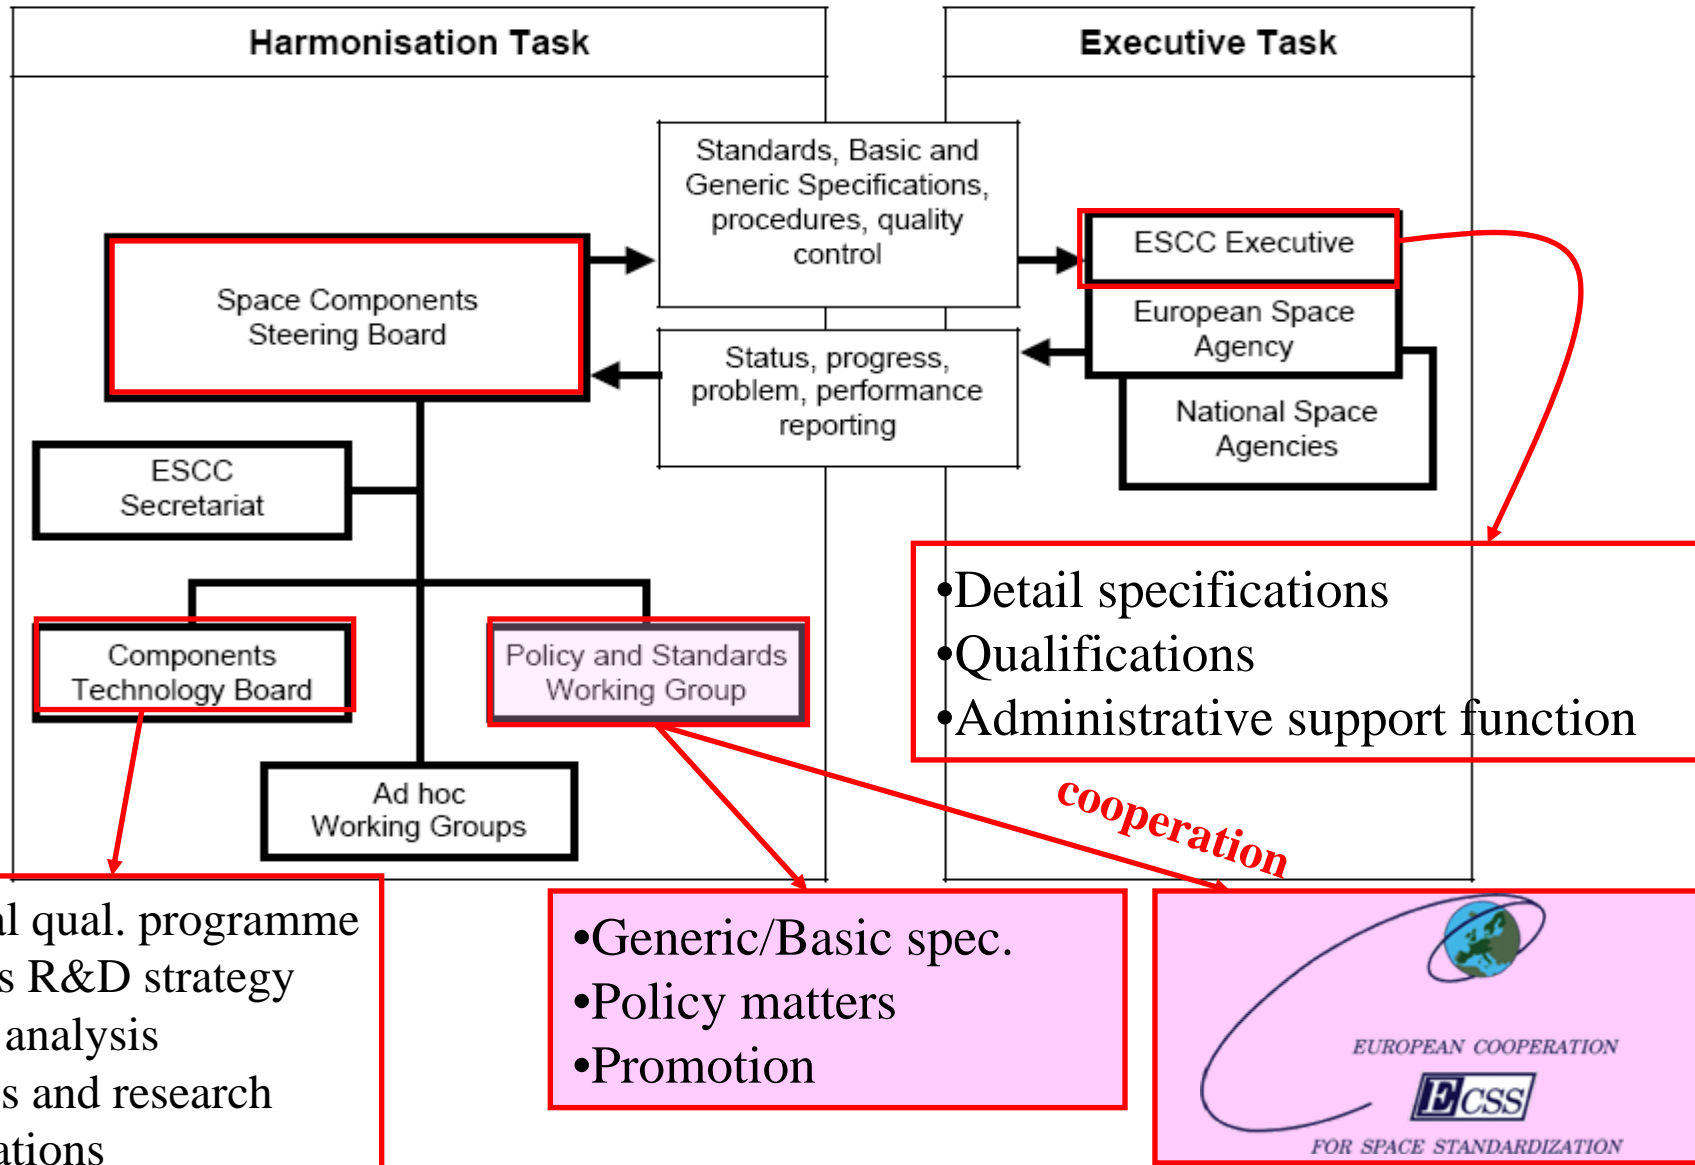 Harmonisation Task
Executive Task
Standards, Basic and
Generic Specifications,
procedures, quality
control
ESCC Executive
Space Components
Steering Board
European Space
Agency
Status, progress,
problem, performance
reporting
National Space
Agencies
ESCC
Secretariat
•Detail specifications
•Qualifications
•Administrative support function
Components
Technology Board
Policy and Standards
Working Group
Ad hoc
Working Groups
cooperation
qual. programme
R&D strategy
analysis
and research
•Generic/Basic spec.
•Policy matters
•Promotion
EUROPEAN COOPERATION
ECSS
FOR SPACE STANDARDIZATION